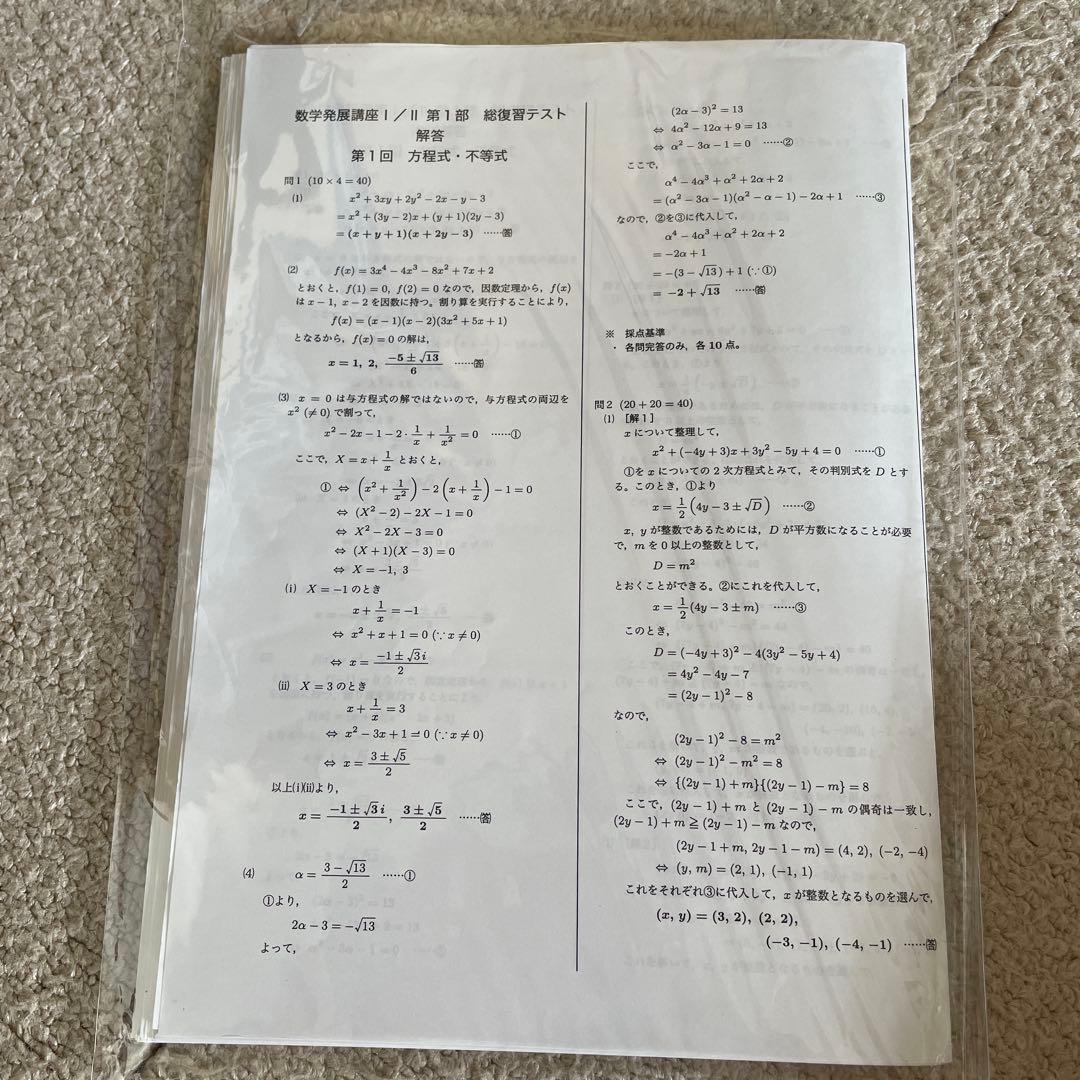 数学発展講座Ⅰ／Ⅱ 第1部　総復習テスト
解答
第1回　方程式・不等式
問1 (10×4=40)
(1)　x²+3xy+2y²−2x−y−3
=x²+(3y−2)x+(y+1)(2y−3)
=(x+y+1)(x+2y−3) ……答
(2)　f(x)=3x⁴−4x³−8x²+7x+2
とおくと, f(1)=0, f(2)=0なので, 因数定理から, f(x)
はx−1, x−2を因数に持つ。割り算を実行することにより,
f(x)=(x−1)(x−2)(3x²+5x+1)
となるから, f(x)=0の解は,
x=1, 2, (−5±√13)/6 ……答
(3) x=0は与方程式の解ではないので, 与方程式の両辺を
x² (≠0)で割って,
x²−2x−1−2·1/x+1/x²=0 ……①
ここで, X=x+1/x とおくと,
① ⇔ (x²+1/x²)−2(x+1/x)−1=0
⇔ (X²−2)−2X−1=0
⇔ X²−2X−3=0
⇔ (X+1)(X−3)=0
⇔ X=−1, 3
(i) X=−1のとき
x+1/x=−1
⇔ x²+x+1=0 (∵x≠0)
⇔ x=(−1±√3 i)/2
(ii) X=3のとき
x+1/x=3
⇔ x²−3x+1=0 (∵x≠0)
⇔ x=(3±√5)/2
以上(i)(ii)より,
x=(−1±√3 i)/2, (3±√5)/2 ……答
(4)　α=(3−√13)/2 ……①
①より,
2α−3=−√13
よって,
(2α−3)²=13
⇔ 4α²−12α+9=13
⇔ α²−3α−1=0 ……②
ここで,
α⁴−4α³+α²+2α+2
=(α²−3α−1)(α²−α−1)−2α+1 ……③
なので, ②を③に代入して,
α⁴−4α³+α²+2α+2
=−2α+1
=−(3−√13)+1 (∵①)
=−2+√13 ……答
※ 採点基準
・ 各問完答のみ, 各10点。
問2 (20+20=40)
(1) [解1]
xについて整理して,
x²+(−4y+3)x+3y²−5y+4=0 ……①
①をxについての2次方程式とみて, その判別式をDとす
る。このとき, ①より
x=1/2(4y−3±√D) ……②
x, yが整数であるためには, Dが平方数になることが必要
で, mを0以上の整数として,
D=m²
とおくことができる。②にこれを代入して,
x=1/2(4y−3±m) ……③
このとき,
D=(−4y+3)²−4(3y²−5y+4)
=4y²−4y−7
=(2y−1)²−8
なので,
(2y−1)²−8=m²
⇔ (2y−1)²−m²=8
⇔ {(2y−1)+m}{(2y−1)−m}=8
ここで, (2y−1)+mと(2y−1)−mの偶奇は一致し,
(2y−1)+m≧(2y−1)−mなので,
(2y−1+m, 2y−1−m)=(4, 2), (−2, −4)
⇔ (y, m)=(2, 1), (−1, 1)
これをそれぞれ③に代入して, xが整数となるものを選んで,
(x, y)=(3, 2), (2, 2),
(−3, −1), (−4, −1) ……答